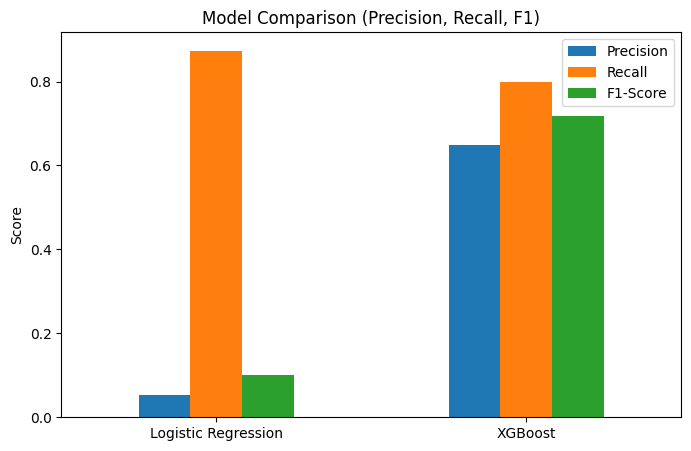 Model Comparison (Precision, Recall, F1)
Precision
Recall
F1-Score
Score
0.8
0.6
0.4
0.2
0.0
Logistic Regression
XGBoost